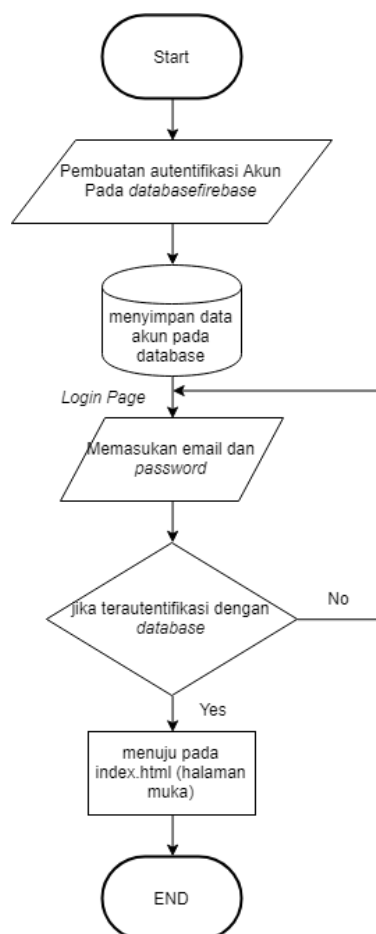 Start
Pembuatan autentifikasi Akun
Pada databasefirebase
menyimpan data
akun pada
database
Login Page
Memasukan email dan
password
jika terautentifikasi dengan
database
No
Yes
menuju pada
index.html (halaman
muka)
END